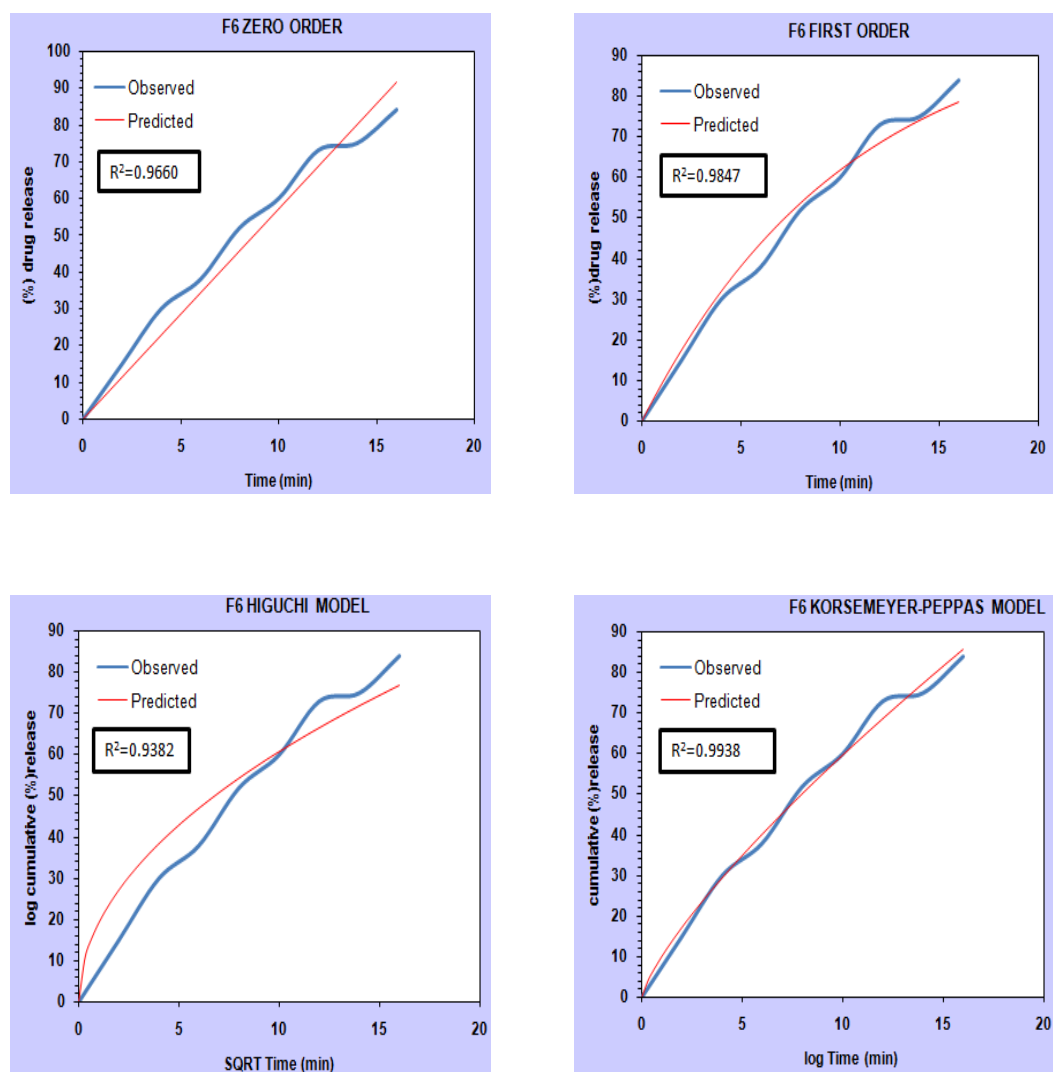 F6 ZERO ORDER
(%) drug release
100
90
80
70
60
50
40
30
20
10
0
Observed
Predicted
R²=0.9660
0 5 10 15 20
Time (min)
F6 FIRST ORDER
(%)drug release
90
80
70
60
50
40
30
20
10
0
Observed
Predicted
R²=0.9847
0 5 10 15 20
Time (min)
F6 HIGUCHI MODEL
log cumulative (%)release
90
80
70
60
50
40
30
20
10
0
Observed
Predicted
R²=0.9382
0 5 10 15 20
SQRT Time (min)
F6 KORSEMEYER-PEPPAS MODEL
cumulative (%)release
90
80
70
60
50
40
30
20
10
0
Observed
Predicted
R²=0.9938
0 5 10 15 20
log Time (min)